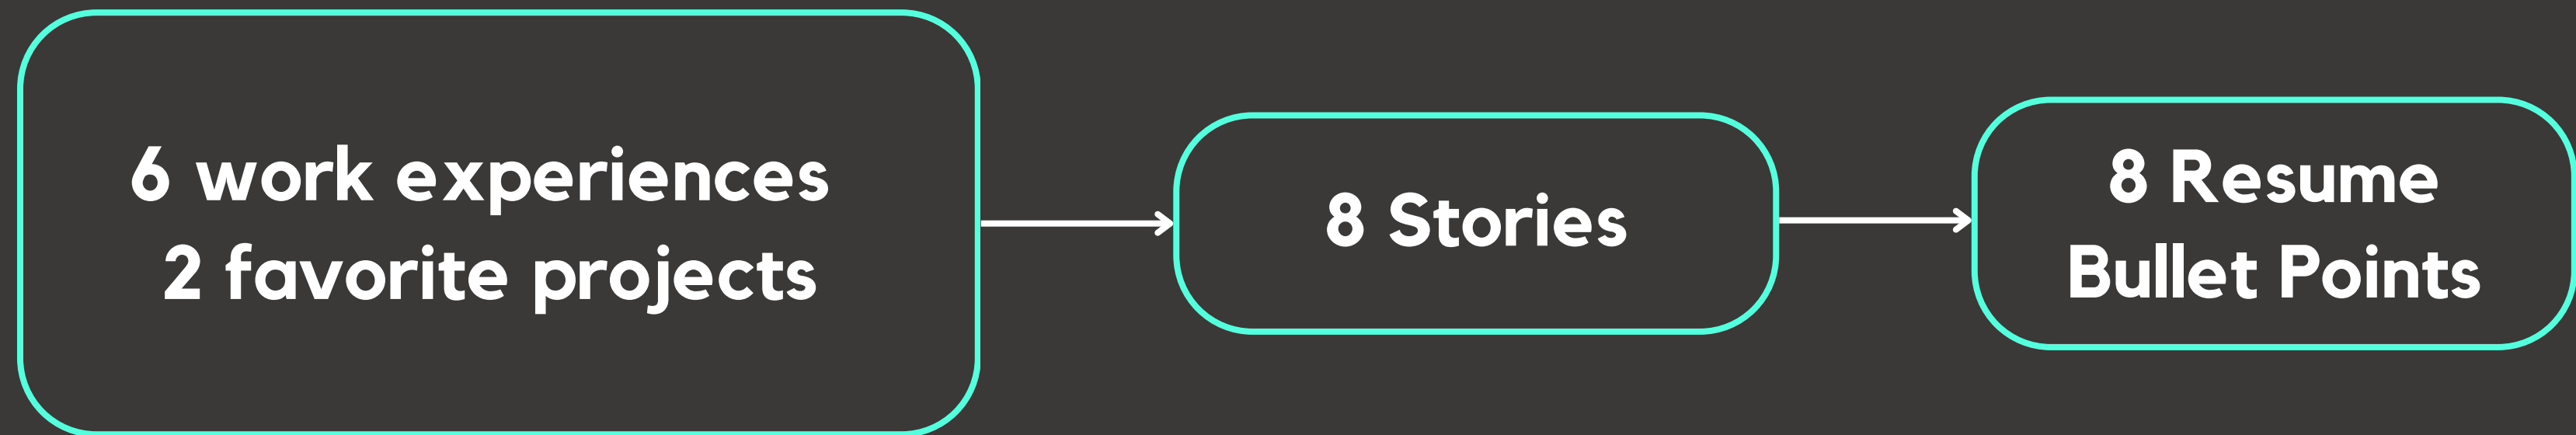 6 work experiences
2 favorite projects
8 Stories
8 Resume
Bullet Points